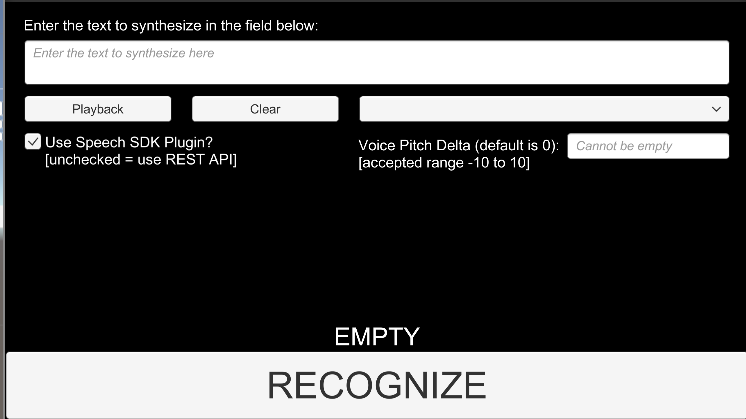 Enter the text to synthesize in the field below:
Enter the text to synthesize here
Playback
Clear
Use Speech SDK Plugin?
[unchecked = use REST API]
Voice Pitch Delta (default is 0):
[accepted range -10 to 10]
Cannot be empty
EMPTY
RECOGNIZE